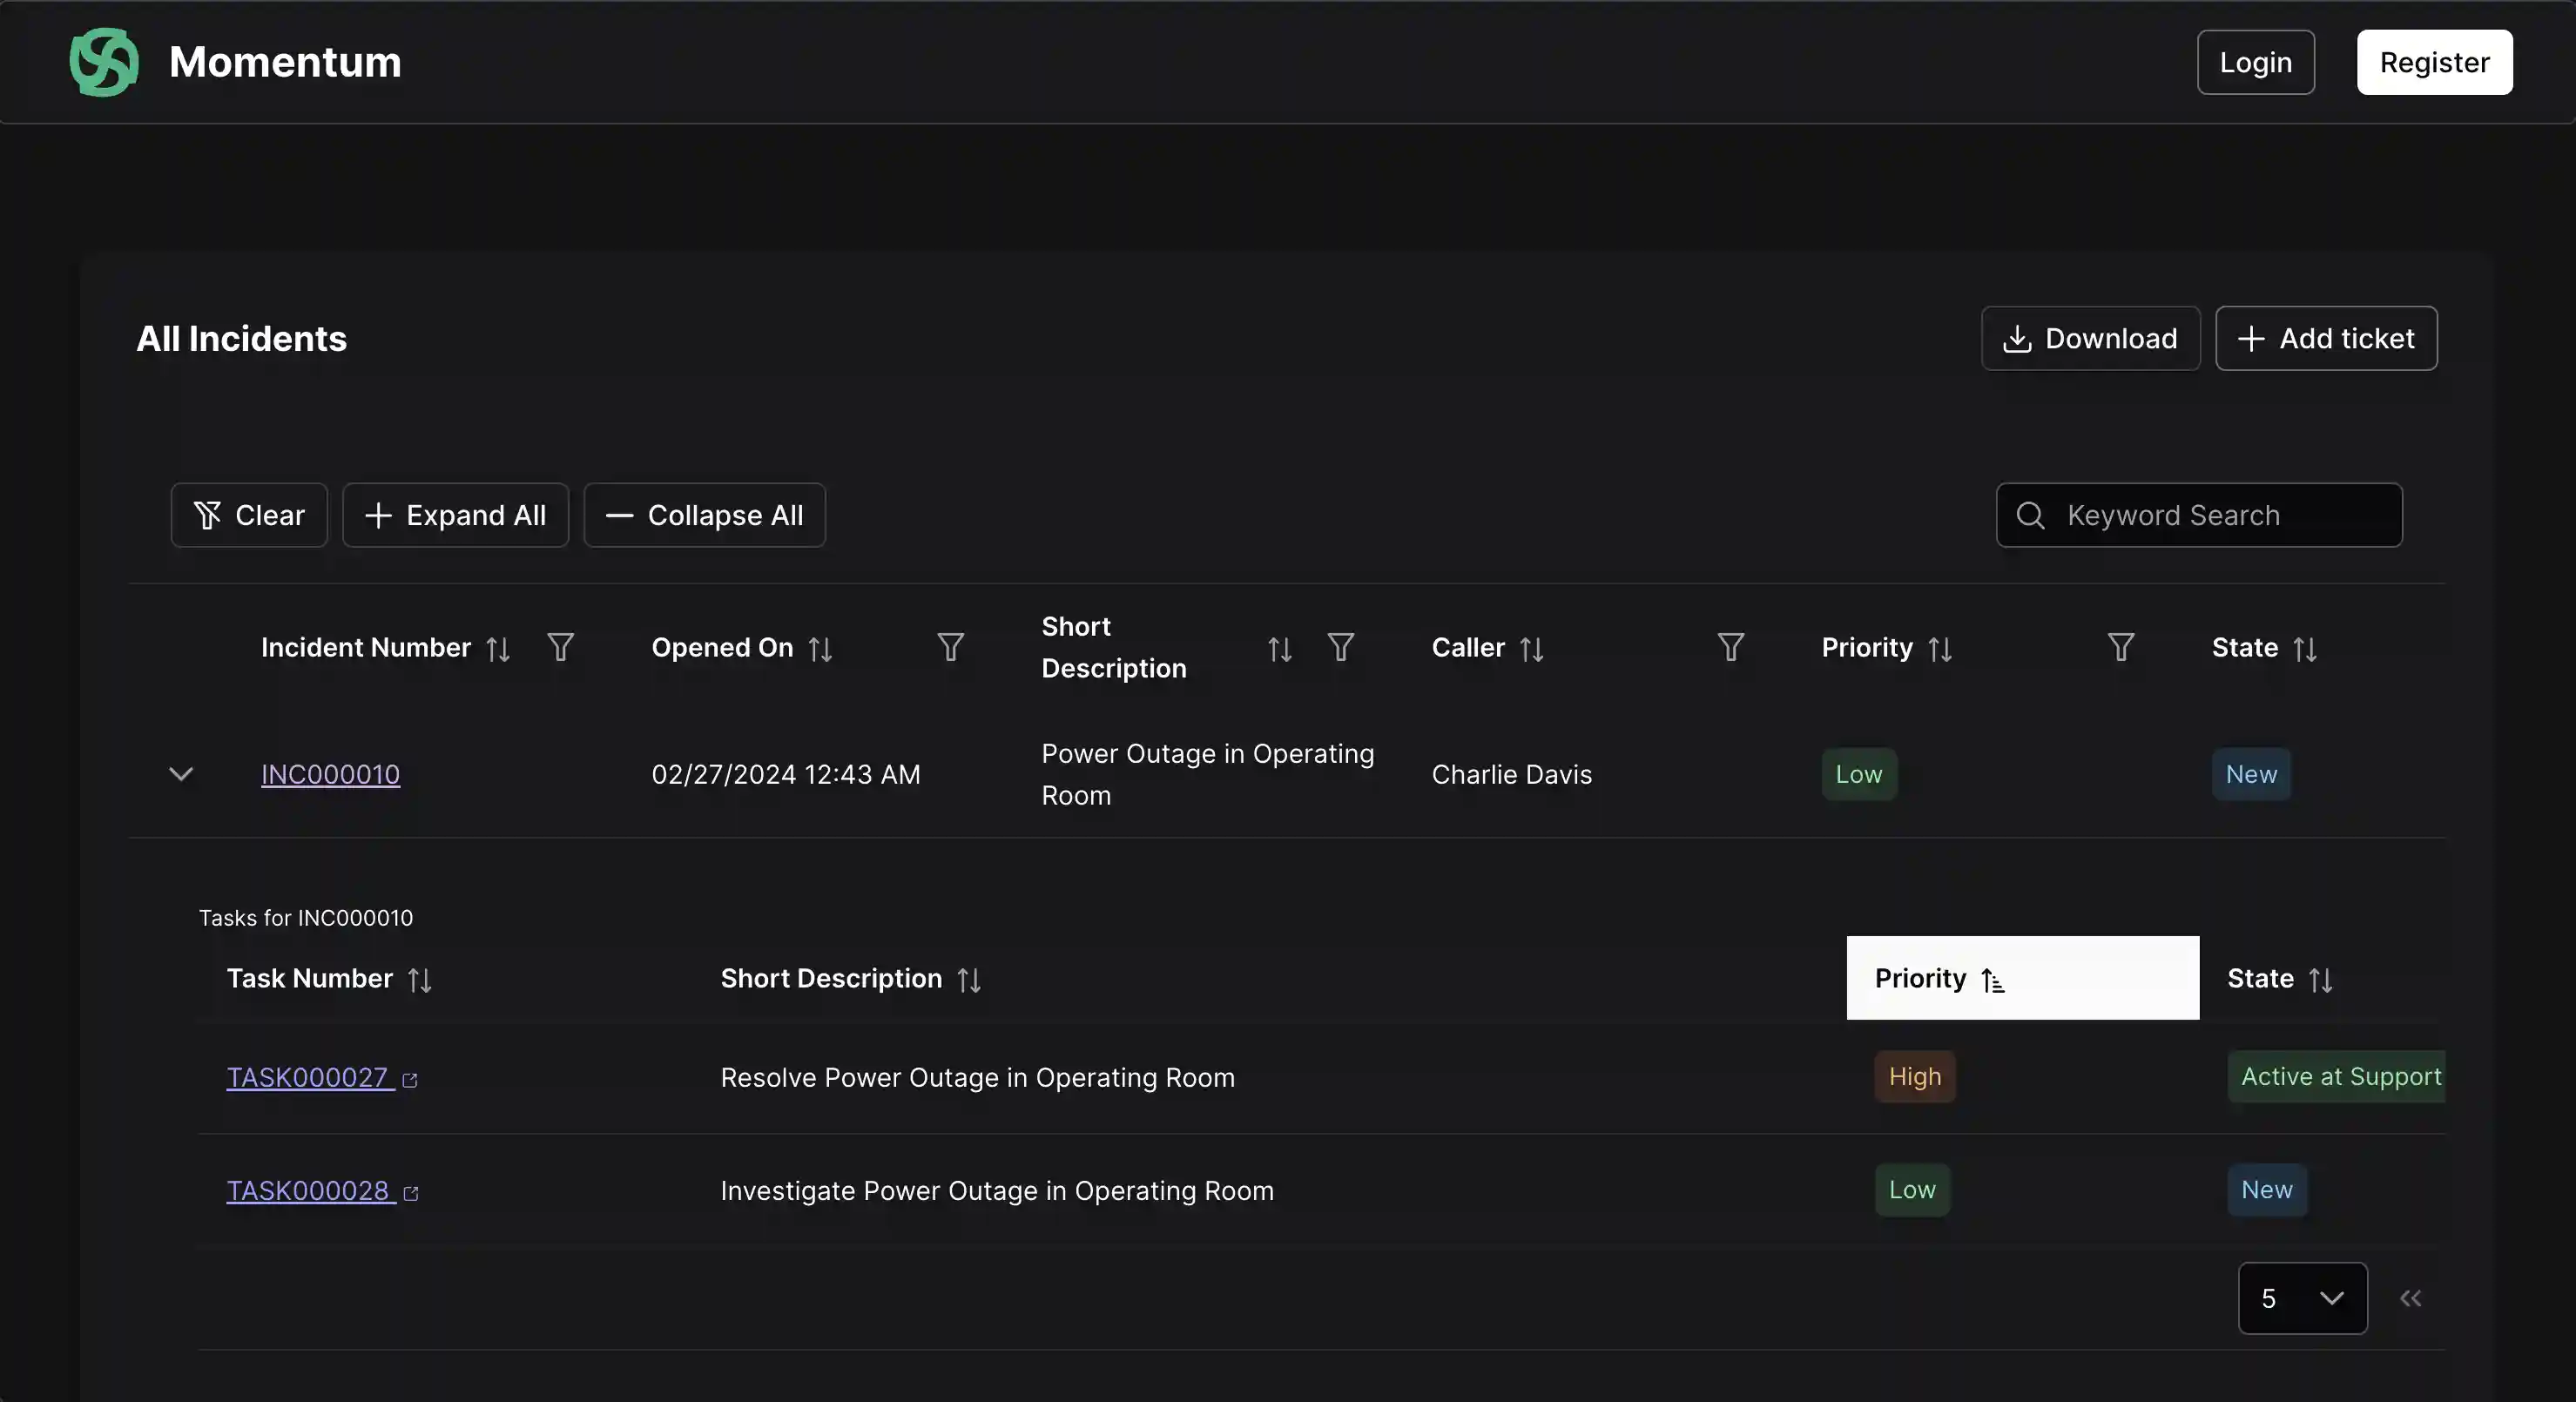 Momentum
Login
Register
All Incidents
Download
Add ticket
Clear
Expand All
Collapse All
Keyword Search
Incident Number
Opened On
Short
Description
Caller
Priority
State
INC000010
02/27/2024 12:43 AM
Power Outage in Operating
Room
Charlie Davis
Low
New
Tasks for INC000010
Task Number
Short Description
Priority
State
TASK000027
Resolve Power Outage in Operating Room
High
Active at Support
TASK000028
Investigate Power Outage in Operating Room
Low
New
5